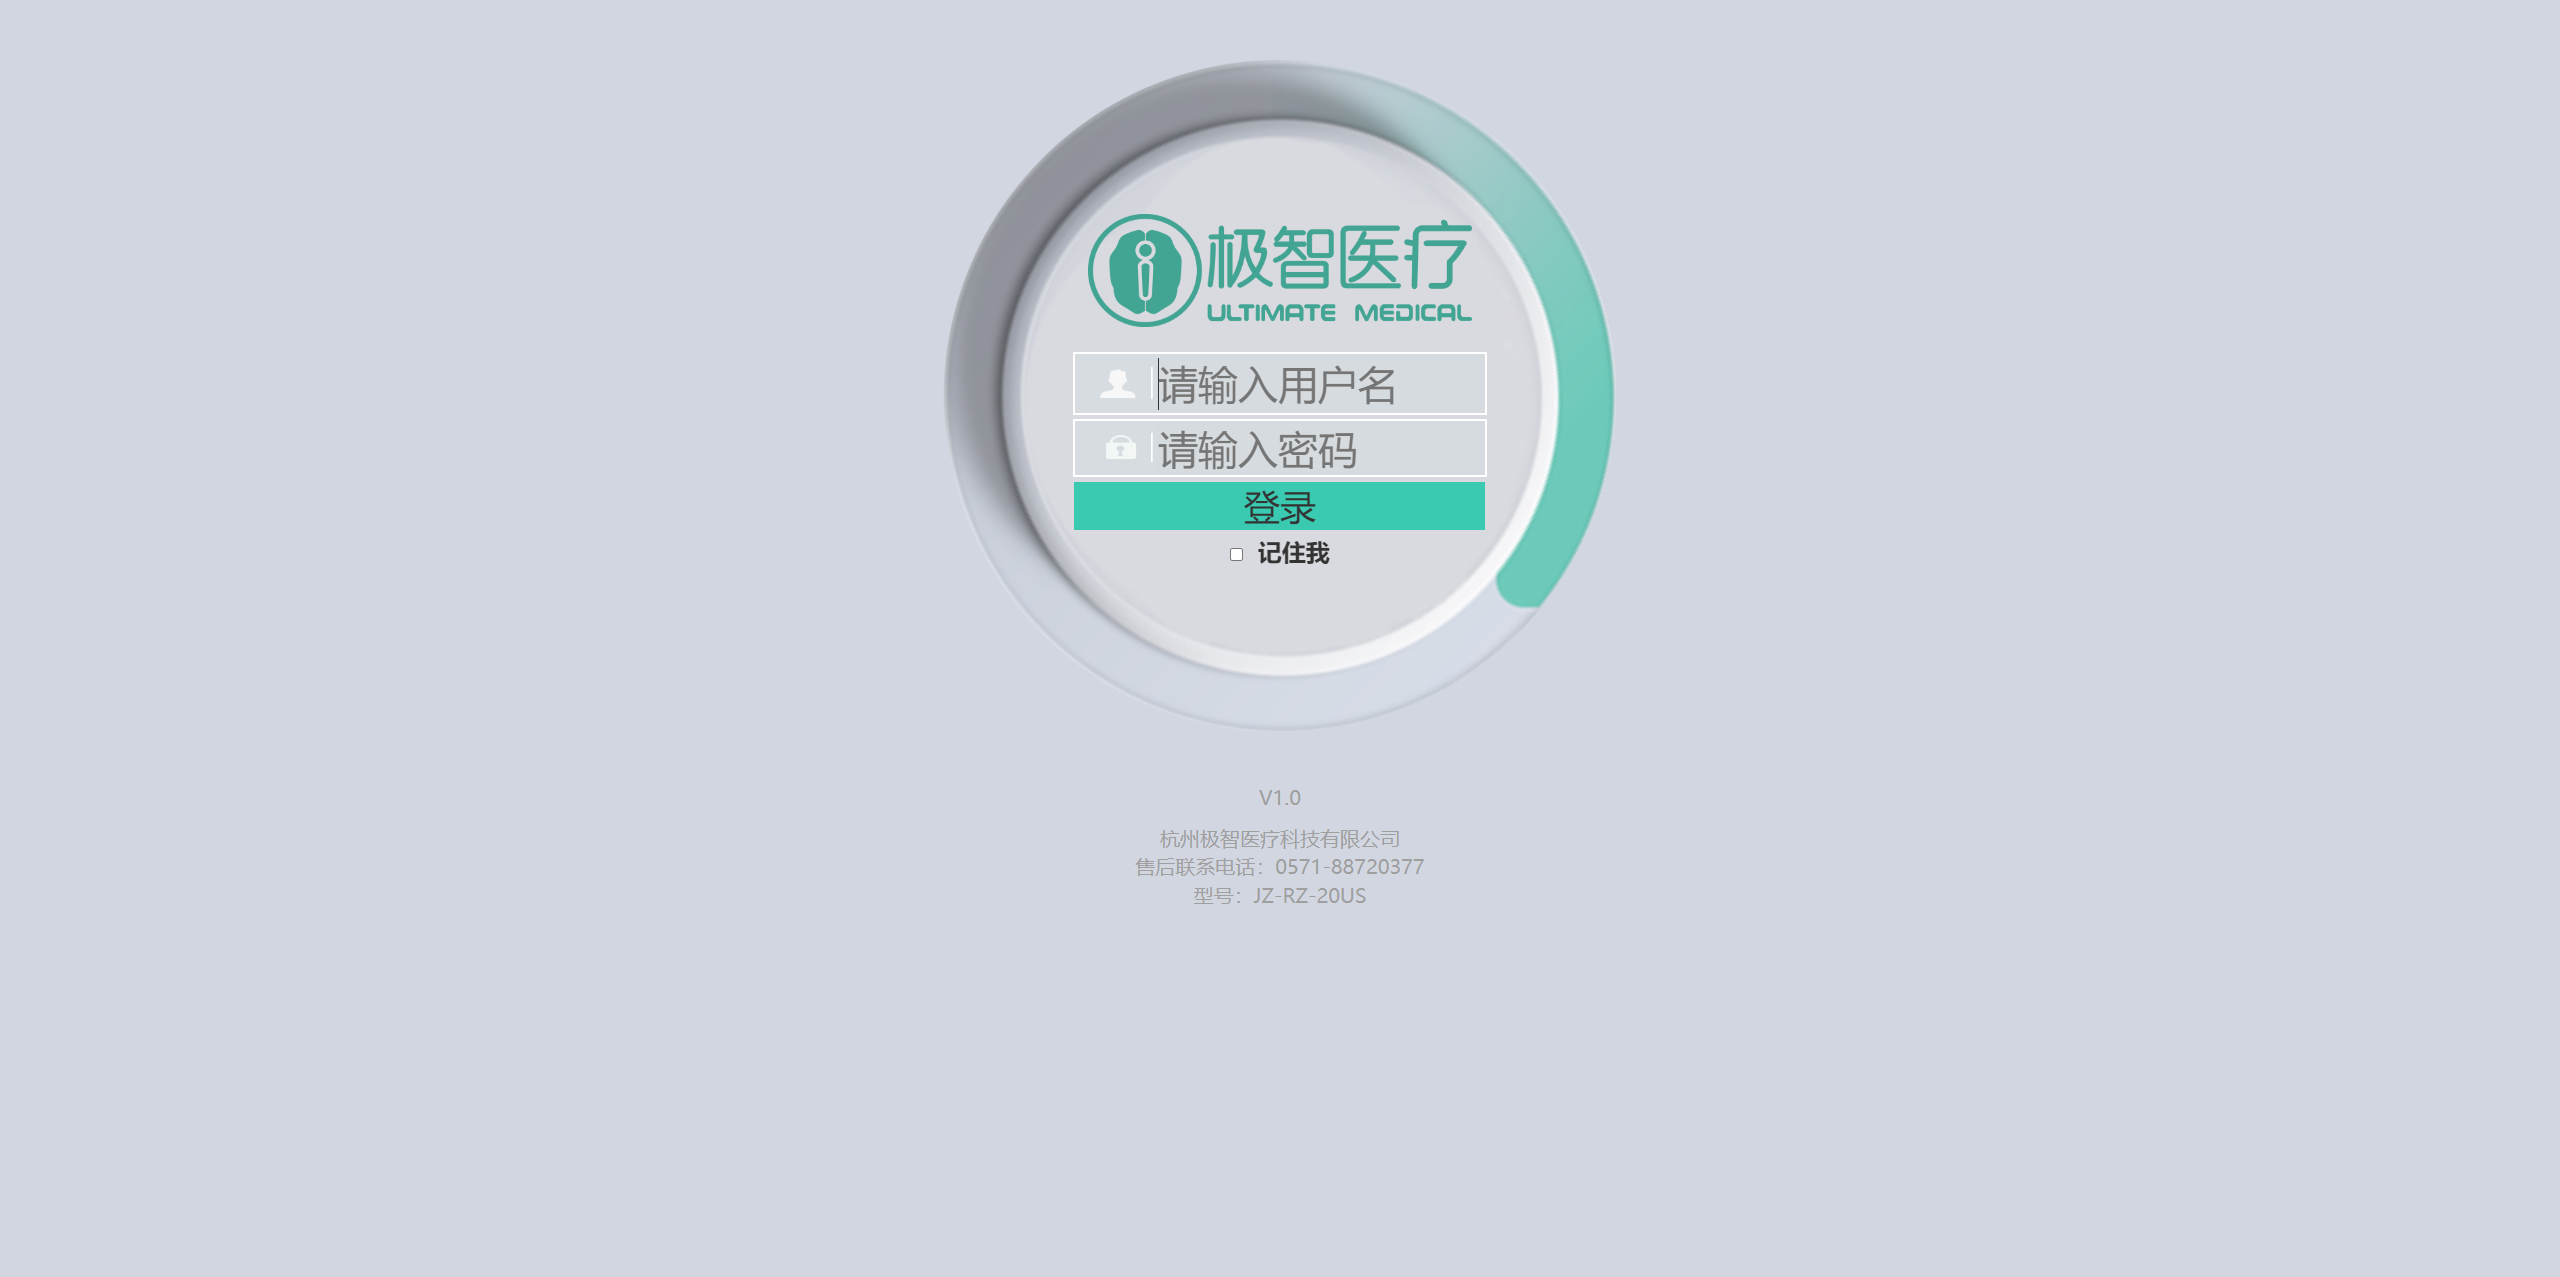 极智医疗
ULTIMATE MEDICAL
请输入用户名
请输入密码
登录
记住我
V1.0
杭州极智医疗科技有限公司
售后联系电话：0571-88720377
型号：JZ-RZ-20US